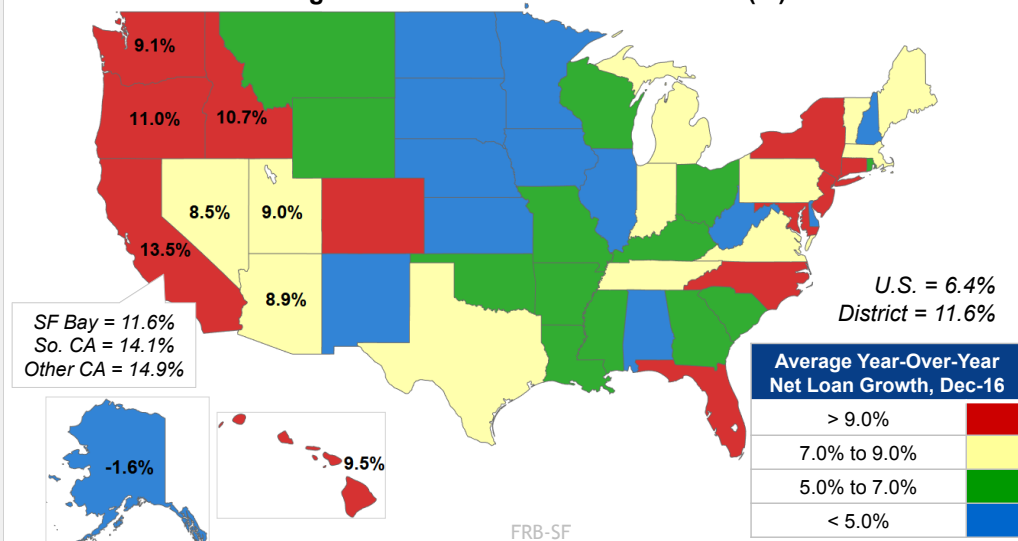 9.1%
11.0%
10.7%
8.5%
9.0%
13.5%
8.9%
SF Bay = 11.6%
So. CA = 14.1%
Other CA = 14.9%
U.S. = 6.4%
District = 11.6%
Average Year-Over-Year
Net Loan Growth, Dec-16
> 9.0%
7.0% to 9.0%
5.0% to 7.0%
< 5.0%
-1.6%
9.5%
FRB-SF